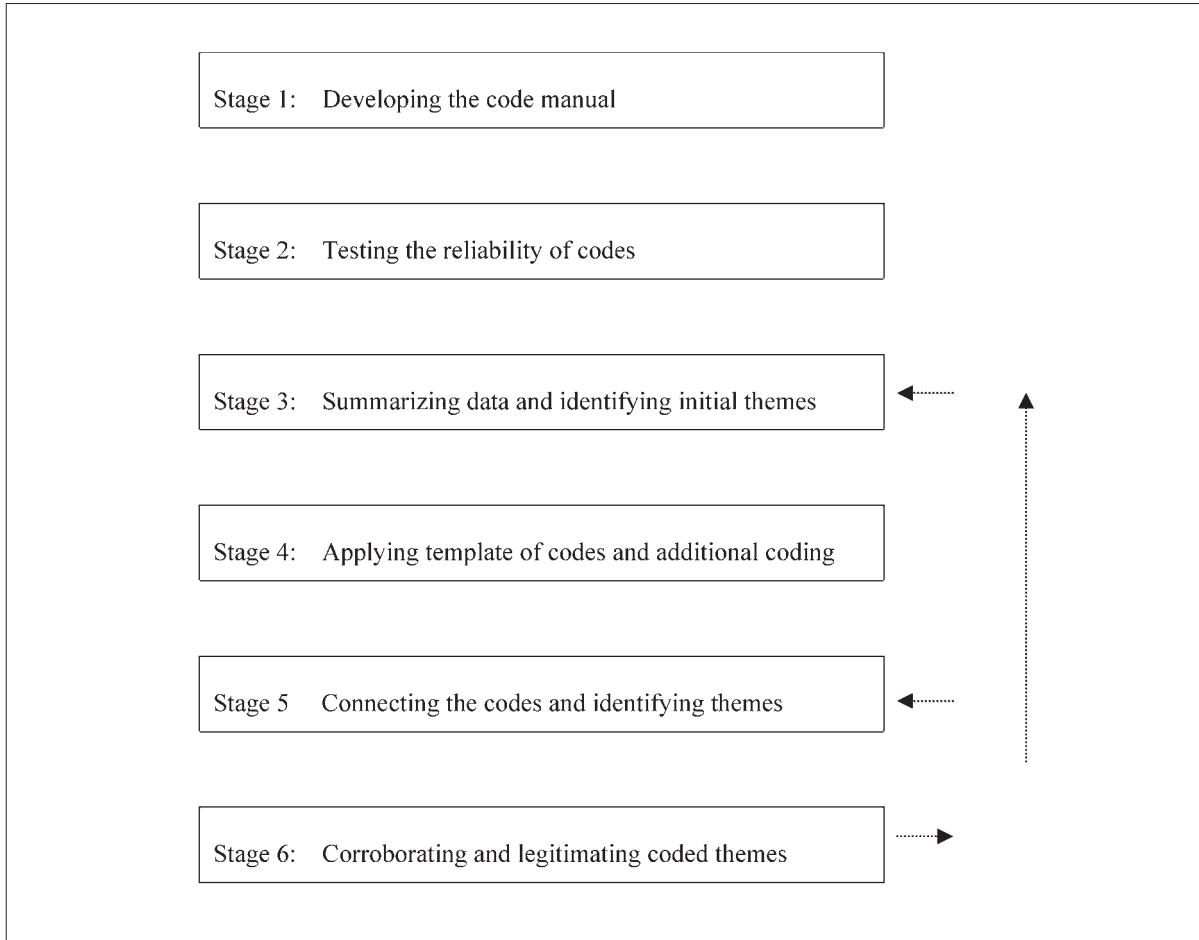 Stage 1: Developing the code manual
Stage 2: Testing the reliability of codes
Stage 3: Summarizing data and identifying initial themes
Stage 4: Applying template of codes and additional coding
Stage 5 Connecting the codes and identifying themes
Stage 6: Corroborating and legitimating coded themes